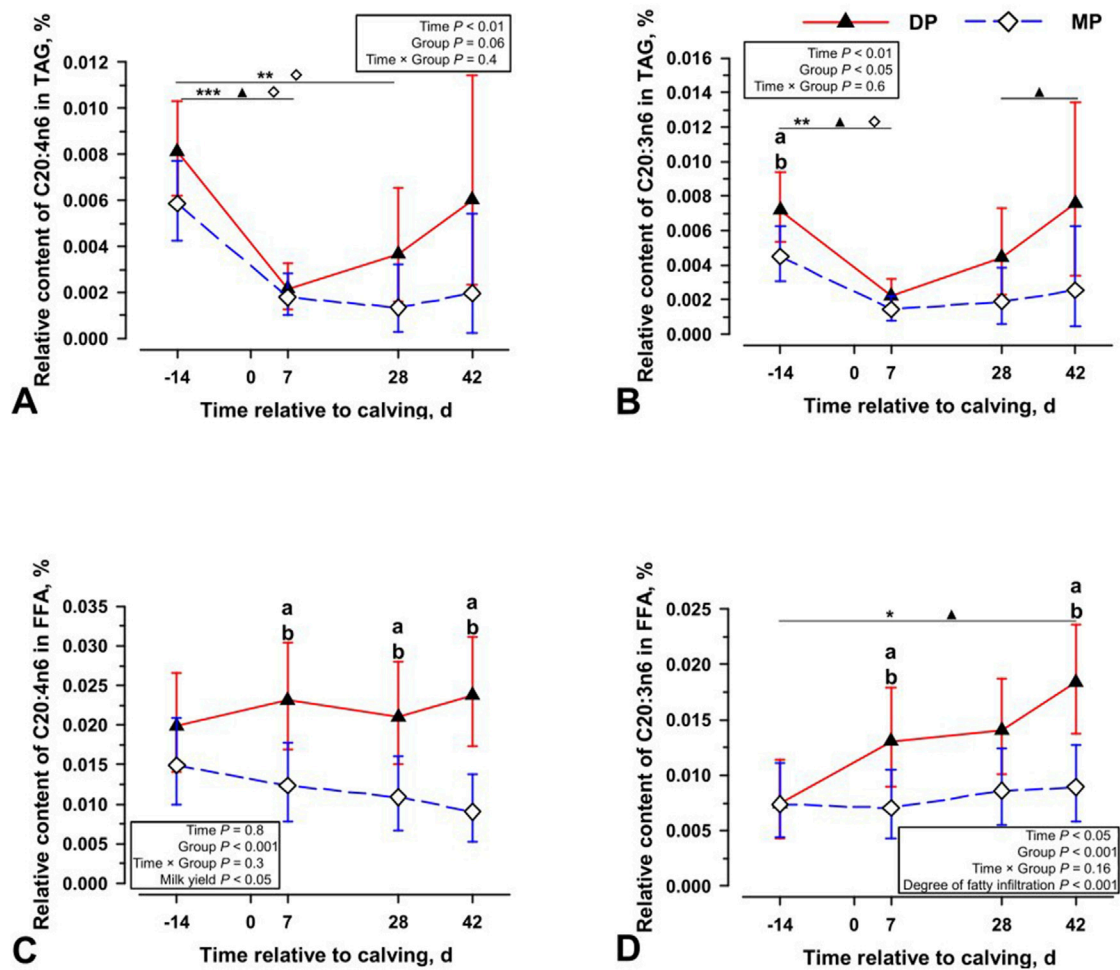 DP MP
Time P < 0.01
Group P = 0.06
Time × Group P = 0.4
Relative content of C20:4n6 in TAG, %
0.012
0.010
0.008
0.006
0.004
0.002
0.000
**
***
-14 0 7 28 42
Time relative to calving, d
A
Time P < 0.01
Group P < 0.05
Time × Group P = 0.6
Relative content of C20:3n6 in TAG, %
0.016
0.014
0.012
0.010
0.008
0.006
0.004
0.002
0.000
**
a
b
-14 0 7 28 42
Time relative to calving, d
B
Relative content of C20:4n6 in FFA, %
0.035
0.030
0.025
0.020
0.015
0.010
0.005
0.000
a
b
a
b
a
b
Time P = 0.8
Group P < 0.001
Time × Group P = 0.3
Milk yield P < 0.05
-14 0 7 28 42
Time relative to calving, d
C
Relative content of C20:3n6 in FFA, %
0.025
0.020
0.015
0.010
0.005
0.000
*
a
b
a
b
Time P < 0.05
Group P < 0.001
Time × Group P = 0.16
Degree of fatty infiltration P < 0.001
-14 0 7 28 42
Time relative to calving, d
D